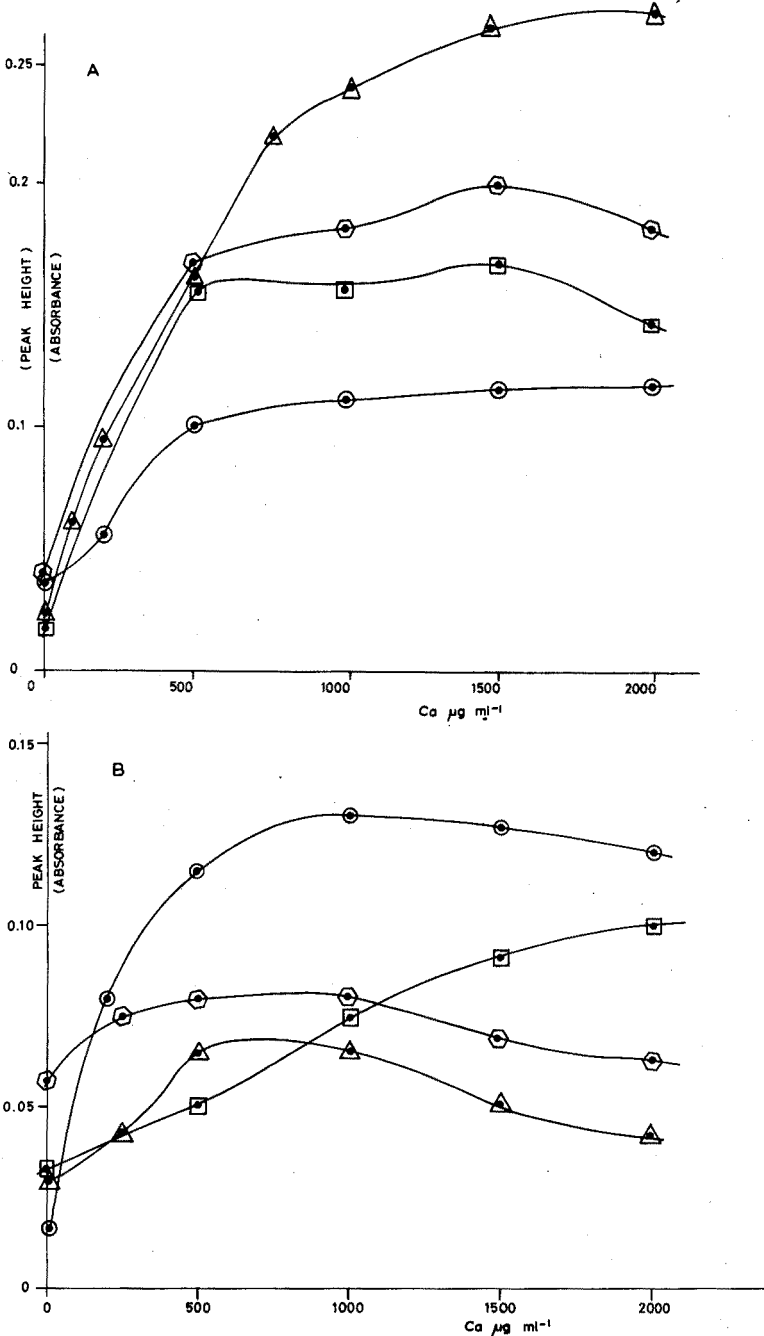 A
0.25
0.2
0.1
0
(PEAK HEIGHT)
(ABSORBANCE)
0 500 1000 1500 2000
Ca µg ml⁻¹
B
0.15
0.10
0.05
0
PEAK HEIGHT
(ABSORBANCE)
0 500 1000 1500 2000
Ca µg ml⁻¹